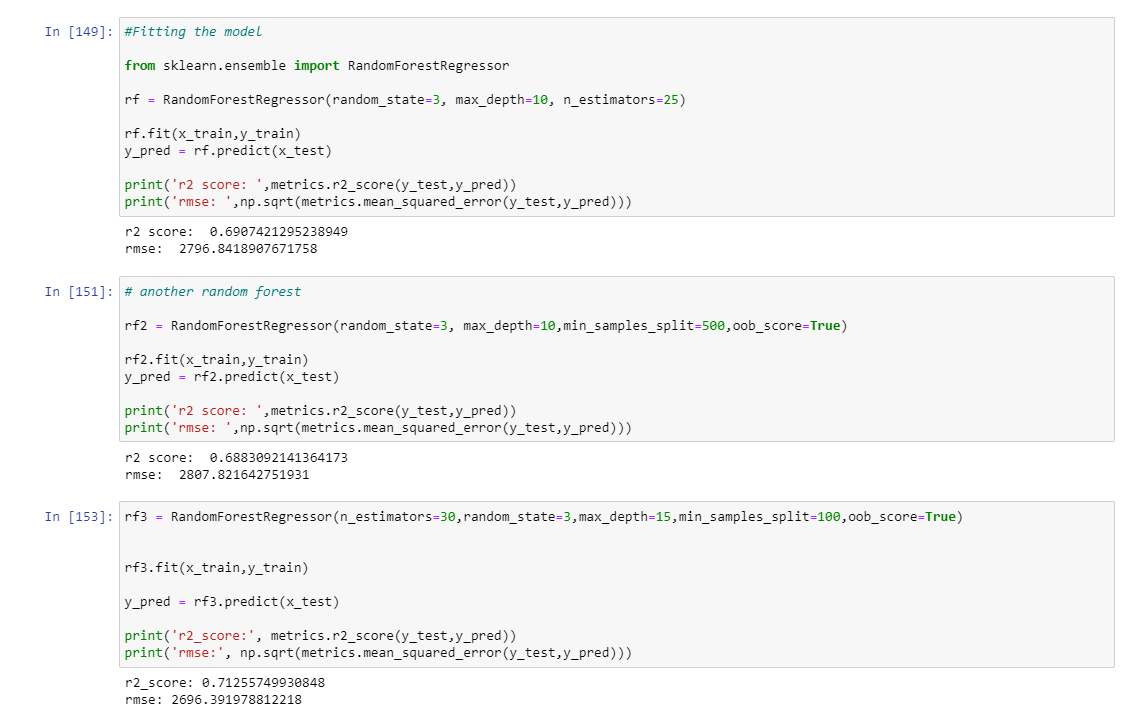 In [149]: #Fitting the model
from sklearn.ensemble import RandomForestRegressor
rf = RandomForestRegressor(random_state=3, max_depth=10, n_estimators=25)
rf.fit(x_train,y_train)
y_pred = rf.predict(x_test)
print('r2 score: ',metrics.r2_score(y_test,y_pred))
print('rmse: ',np.sqrt(metrics.mean_squared_error(y_test,y_pred)))
r2 score:  0.6907421295238949
rmse:  2796.8418907671758
In [151]: # another random forest
rf2 = RandomForestRegressor(random_state=3, max_depth=10,min_samples_split=500,oob_score=True)
rf2.fit(x_train,y_train)
y_pred = rf2.predict(x_test)
print('r2 score: ',metrics.r2_score(y_test,y_pred))
print('rmse: ',np.sqrt(metrics.mean_squared_error(y_test,y_pred)))
r2 score:  0.6883092141364173
rmse:  2807.821642751931
In [153]: rf3 = RandomForestRegressor(n_estimators=30,random_state=3,max_depth=15,min_samples_split=100,oob_score=True)
rf3.fit(x_train,y_train)
y_pred = rf3.predict(x_test)
print('r2_score:', metrics.r2_score(y_test,y_pred))
print('rmse:', np.sqrt(metrics.mean_squared_error(y_test,y_pred)))
r2_score: 0.71255749930848
rmse: 2696.391978812218